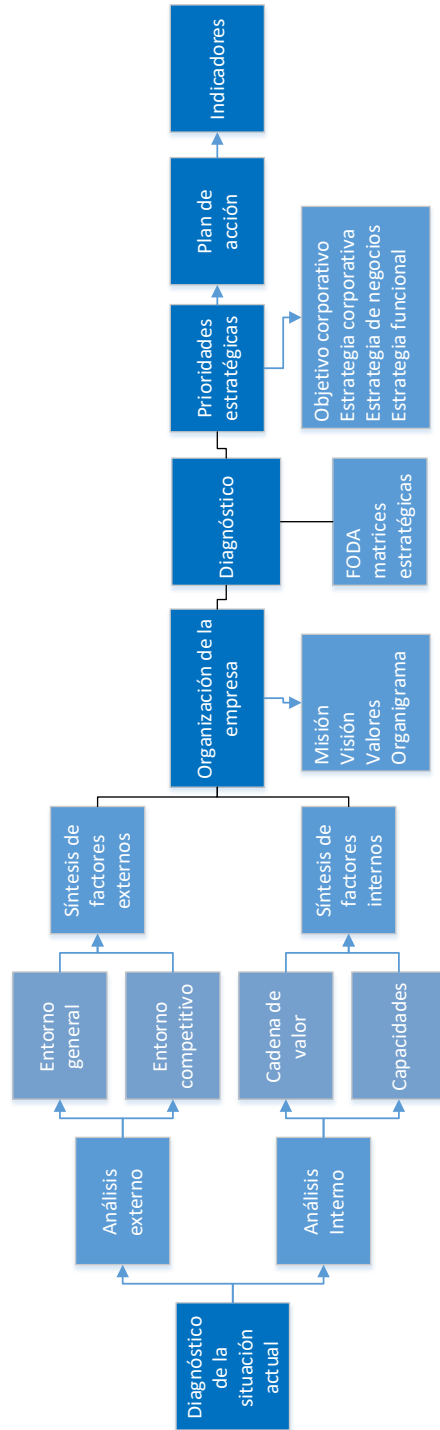 Diagnóstico
de la
situación
actual
Análisis
externo
Análisis
Interno
Entorno
general
Entorno
competitivo
Cadena de
valor
Capacidades
Síntesis de
factores
externos
Síntesis de
factores
internos
Organización de la
empresa
Misión
Visión
Valores
Organigrama
Diagnóstico
FODA
matrices
estratégicas
Prioridades
estratégicas
Objetivo corporativo
Estrategia corporativa
Estrategia de negocios
Estrategia funcional
Plan de
acción
Indicadores